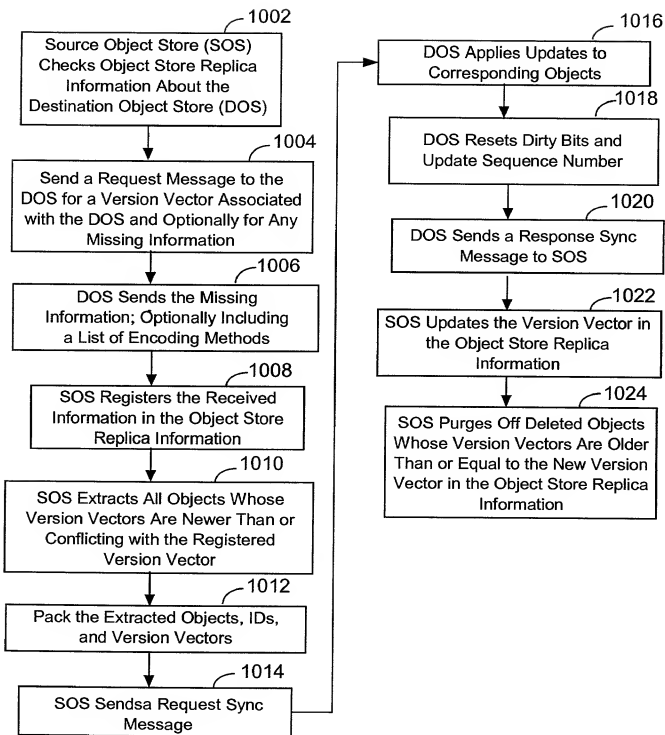 1002
Source Object Store (SOS)
Checks Object Store Replica
Information About the
Destination Object Store (DOS)
1004
Send a Request Message to the
DOS for a Version Vector Associated
with the DOS and Optionally for Any
Missing Information
1006
DOS Sends the Missing
Information; Optionally Including
a List of Encoding Methods
1008
SOS Registers the Received
Information in the Object Store
Replica Information
1010
SOS Extracts All Objects Whose
Version Vectors Are Newer Than or
Conflicting with the Registered
Version Vector
1012
Pack the Extracted Objects, IDs,
and Version Vectors
1014
SOS Sendsa Request Sync
Message
1016
DOS Applies Updates to
Corresponding Objects
1018
DOS Resets Dirty Bits and
Update Sequence Number
1020
DOS Sends a Response Sync
Message to SOS
1022
SOS Updates the Version Vector in
the Object Store Replica
Information
1024
SOS Purges Off Deleted Objects
Whose Version Vectors Are Older
Than or Equal to the New Version
Vector in the Object Store Replica
Information